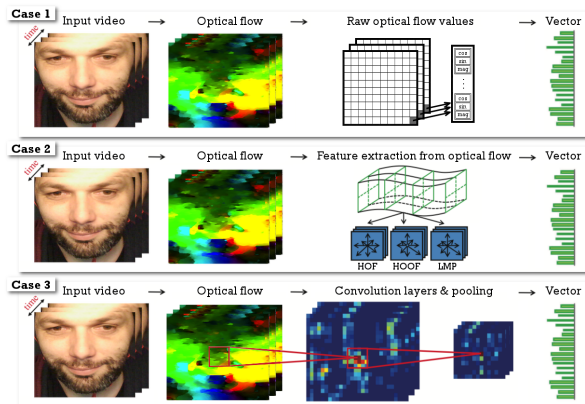 Case 1
Input video
Optical flow
Raw optical flow values
Vector
time
cos
sin
mag
cos
sin
mag
Case 2
Input video
Optical flow
Feature extraction from optical flow
Vector
time
HOF
HOOF
LMP
Case 3
Input video
Optical flow
Convolution layers & pooling
Vector
time